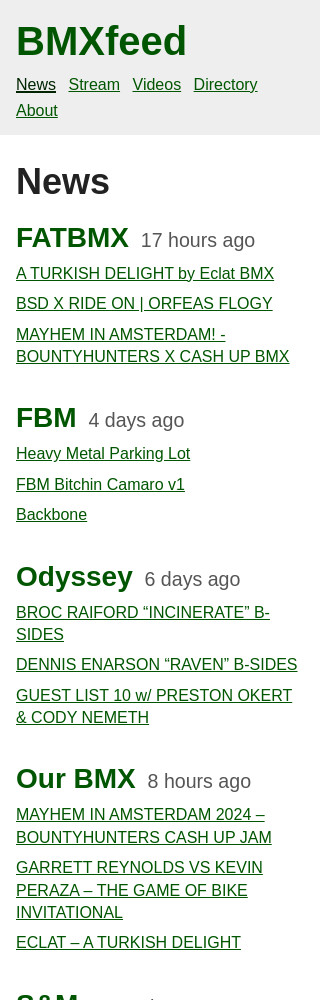 BMXfeed
News Stream Videos Directory
About
News
FATBMX 17 hours ago
A TURKISH DELIGHT by Eclat BMX
BSD X RIDE ON | ORFEAS FLOGY
MAYHEM IN AMSTERDAM! -
BOUNTYHUNTERS X CASH UP BMX
FBM 4 days ago
Heavy Metal Parking Lot
FBM Bitchin Camaro v1
Backbone
Odyssey 6 days ago
BROC RAIFORD “INCINERATE” B-
SIDES
DENNIS ENARSON “RAVEN” B-SIDES
GUEST LIST 10 w/ PRESTON OKERT
& CODY NEMETH
Our BMX 8 hours ago
MAYHEM IN AMSTERDAM 2024 –
BOUNTYHUNTERS CASH UP JAM
GARRETT REYNOLDS VS KEVIN
PERAZA – THE GAME OF BIKE
INVITATIONAL
ECLAT – A TURKISH DELIGHT